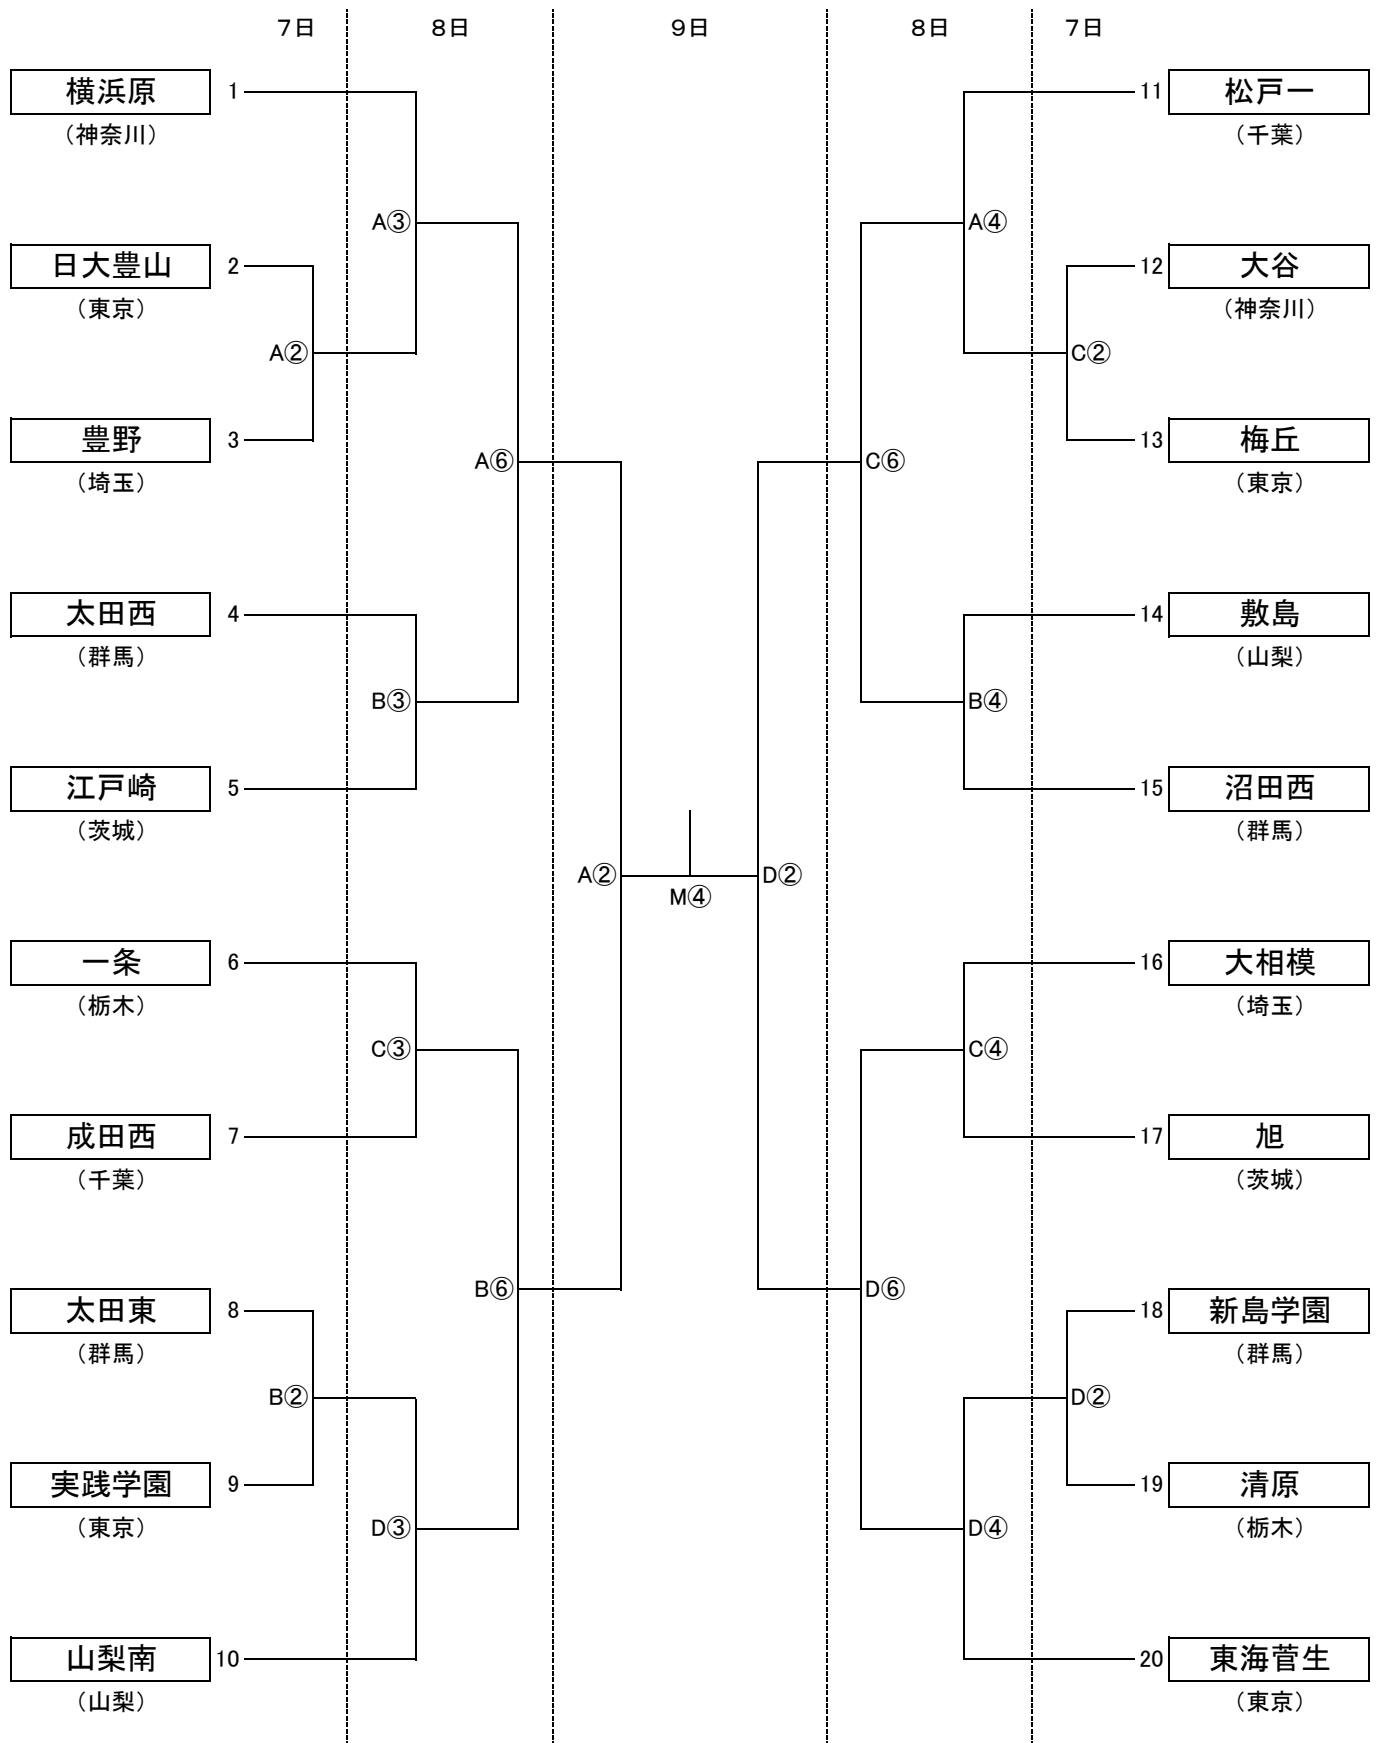 ７日 ８日 ９日 ８日 ７日
横浜原 1 11 松戸一
（神奈川） （千葉）
A③ A④
日大豊山 2 12 大谷
（東京） （神奈川）
A② C②
豊野 3 13 梅丘
A⑥ C⑥
（埼玉） （東京）
太田西 4 14 敷島
（群馬） （山梨）
B③ B④
江戸崎 5 15 沼田西
（茨城） （群馬）
A② D②
M④
一条 6 16 大相模
（栃木） （埼玉）
C③ C④
成田西 7 17 旭
（千葉） （茨城）
B⑥ D⑥
太田東 8 18 新島学園
（群馬） （群馬）
B② D②
実践学園 9 19 清原
（東京） （栃木）
D③ D④
山梨南 10 20 東海菅生
（山梨） （東京）